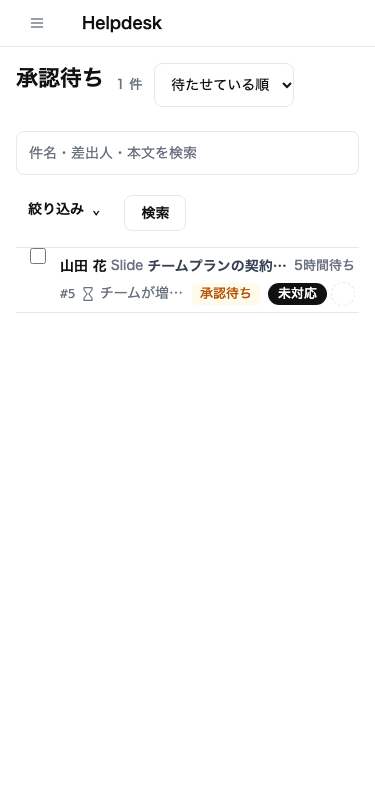 Helpdesk
承認待ち 1 件 待たせている順
件名・差出人・本文を検索
絞り込み 検索
山田 花 Slide チームプランの契約… 5時間待ち
#5 チームが増… 承認待ち 未対応